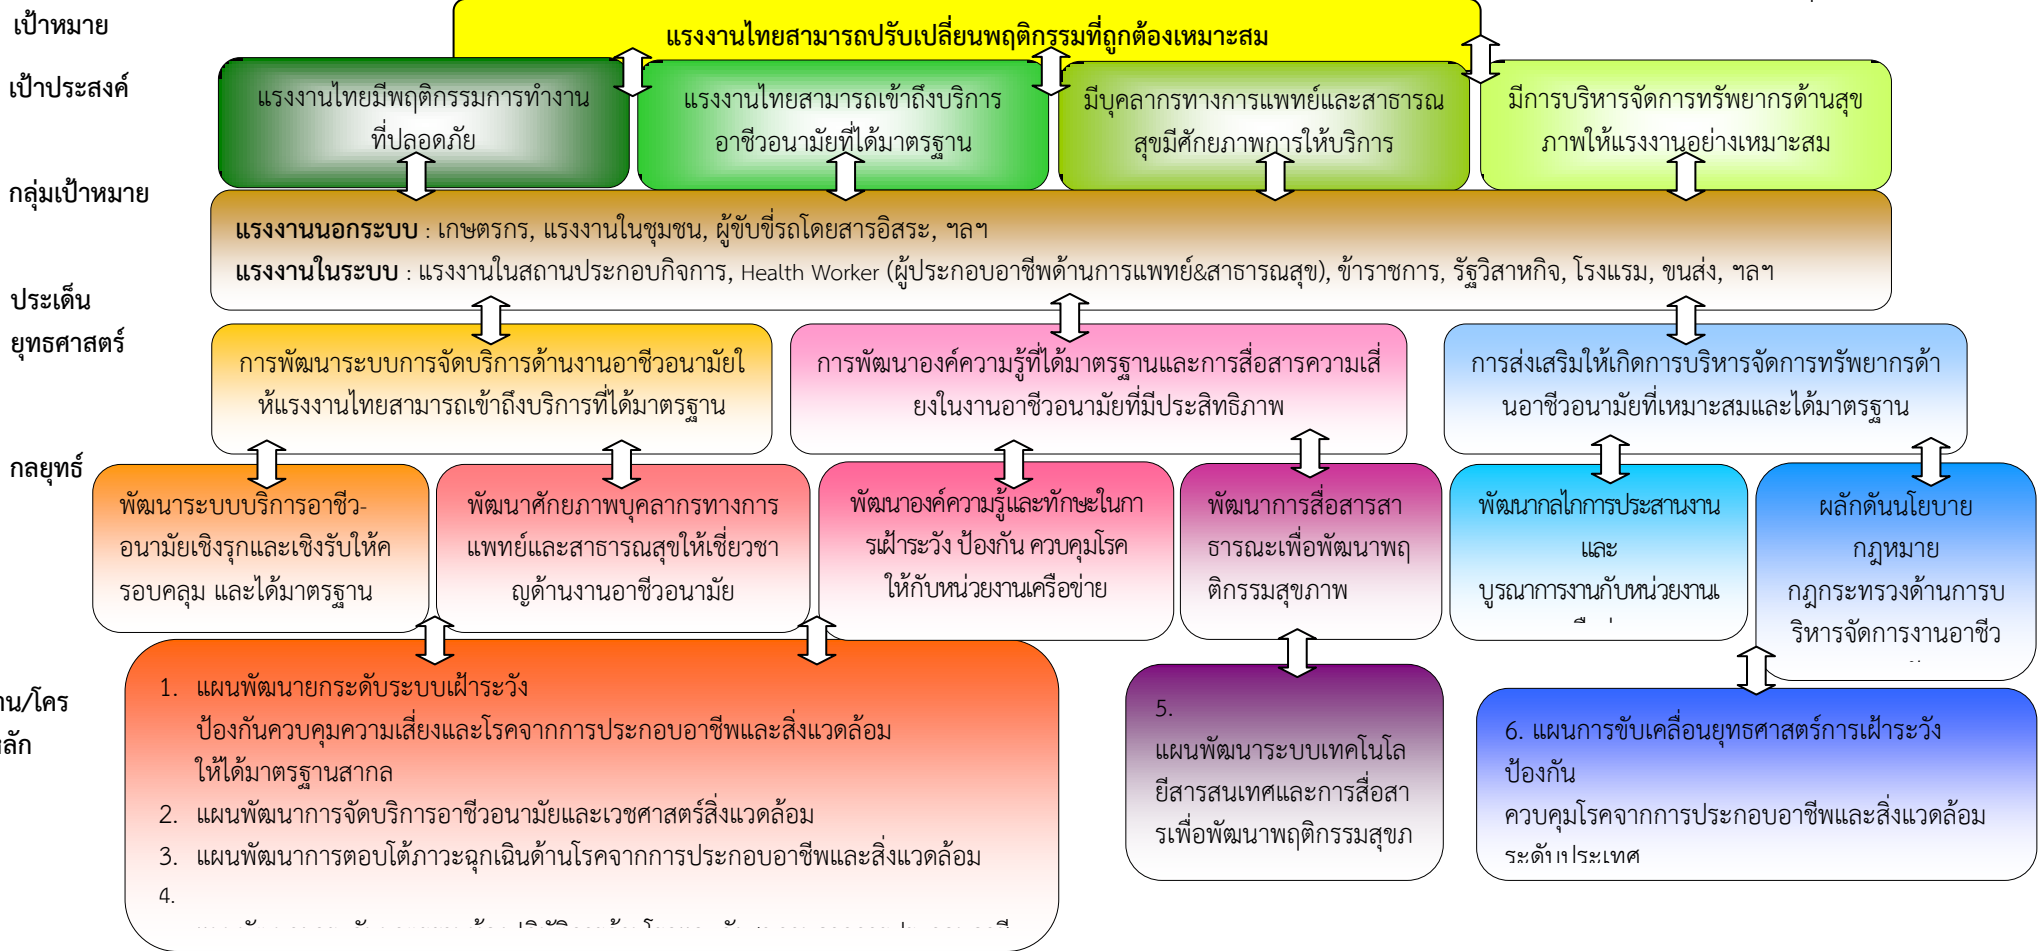 เป้าหมาย
แรงงานไทยสามารถปรับเปลี่ยนพฤติกรรมที่ถูกต้องเหมาะสม
เป้าประสงค์
แรงงานไทยมีพฤติกรรมการทำงาน
ที่ปลอดภัย
แรงงานไทยสามารถเข้าถึงบริการ
อาชีวอนามัยที่ได้มาตรฐาน
มีบุคลากรทางการแพทย์และสาธารณ
สุขมีศักยภาพการให้บริการ
มีการบริหารจัดการทรัพยากรด้านสุข
ภาพให้แรงงานอย่างเหมาะสม
กลุ่มเป้าหมาย
แรงงานนอกระบบ : เกษตรกร, แรงงานในชุมชน, ผู้ขับขี่รถโดยสารอิสระ, ฯลฯ
แรงงานในระบบ : แรงงานในสถานประกอบกิจการ, Health Worker (ผู้ประกอบอาชีพด้านการแพทย์&สาธารณสุข), ข้าราชการ, รัฐวิสาหกิจ, โรงแรม, ขนส่ง, ฯลฯ
ประเด็น
ยุทธศาสตร์
การพัฒนาระบบการจัดบริการด้านงานอาชีวอนามัยใ
ห้แรงงานไทยสามารถเข้าถึงบริการที่ได้มาตรฐาน
การพัฒนาองค์ความรู้ที่ได้มาตรฐานและการสื่อสารความเสี่
ยงในงานอาชีวอนามัยที่มีประสิทธิภาพ
การส่งเสริมให้เกิดการบริหารจัดการทรัพยากรด้า
นอาชีวอนามัยที่เหมาะสมและได้มาตรฐาน
กลยุทธ์
พัฒนาระบบบริการอาชีว-
อนามัยเชิงรุกและเชิงรับให้ค
รอบคลุม และได้มาตรฐาน
พัฒนาศักยภาพบุคลากรทางการ
แพทย์และสาธารณสุขให้เชี่ยวชา
ญด้านงานอาชีวอนามัย
พัฒนาองค์ความรู้และทักษะในกา
รเฝ้าระวัง ป้องกัน ควบคุมโรค
ให้กับหน่วยงานเครือข่าย
พัฒนาการสื่อสารสา
ธารณะเพื่อพัฒนาพฤ
ติกรรมสุขภาพ
พัฒนากลไกการประสานงาน
และ
บูรณาการงานกับหน่วยงานเ
ผลักดันนโยบาย
กฎหมาย
กฎกระทรวงด้านการบ
ริหารจัดการงานอาชีว
าน/โคร
ลัก
1. แผนพัฒนายกระดับระบบเฝ้าระวัง
ป้องกันควบคุมความเสี่ยงและโรคจากการประกอบอาชีพและสิ่งแวดล้อม
ให้ได้มาตรฐานสากล
2. แผนพัฒนาการจัดบริการอาชีวอนามัยและเวชศาสตร์สิ่งแวดล้อม
3. แผนพัฒนาการตอบโต้ภาวะฉุกเฉินด้านโรคจากการประกอบอาชีพและสิ่งแวดล้อม
4.
5.
แผนพัฒนาระบบเทคโนโล
ยีสารสนเทศและการสื่อสา
รเพื่อพัฒนาพฤติกรรมสุขภ
6. แผนการขับเคลื่อนยุทธศาสตร์การเฝ้าระวัง
ป้องกัน
ควบคุมโรคจากการประกอบอาชีพและสิ่งแวดล้อม
ระดับประเทศ